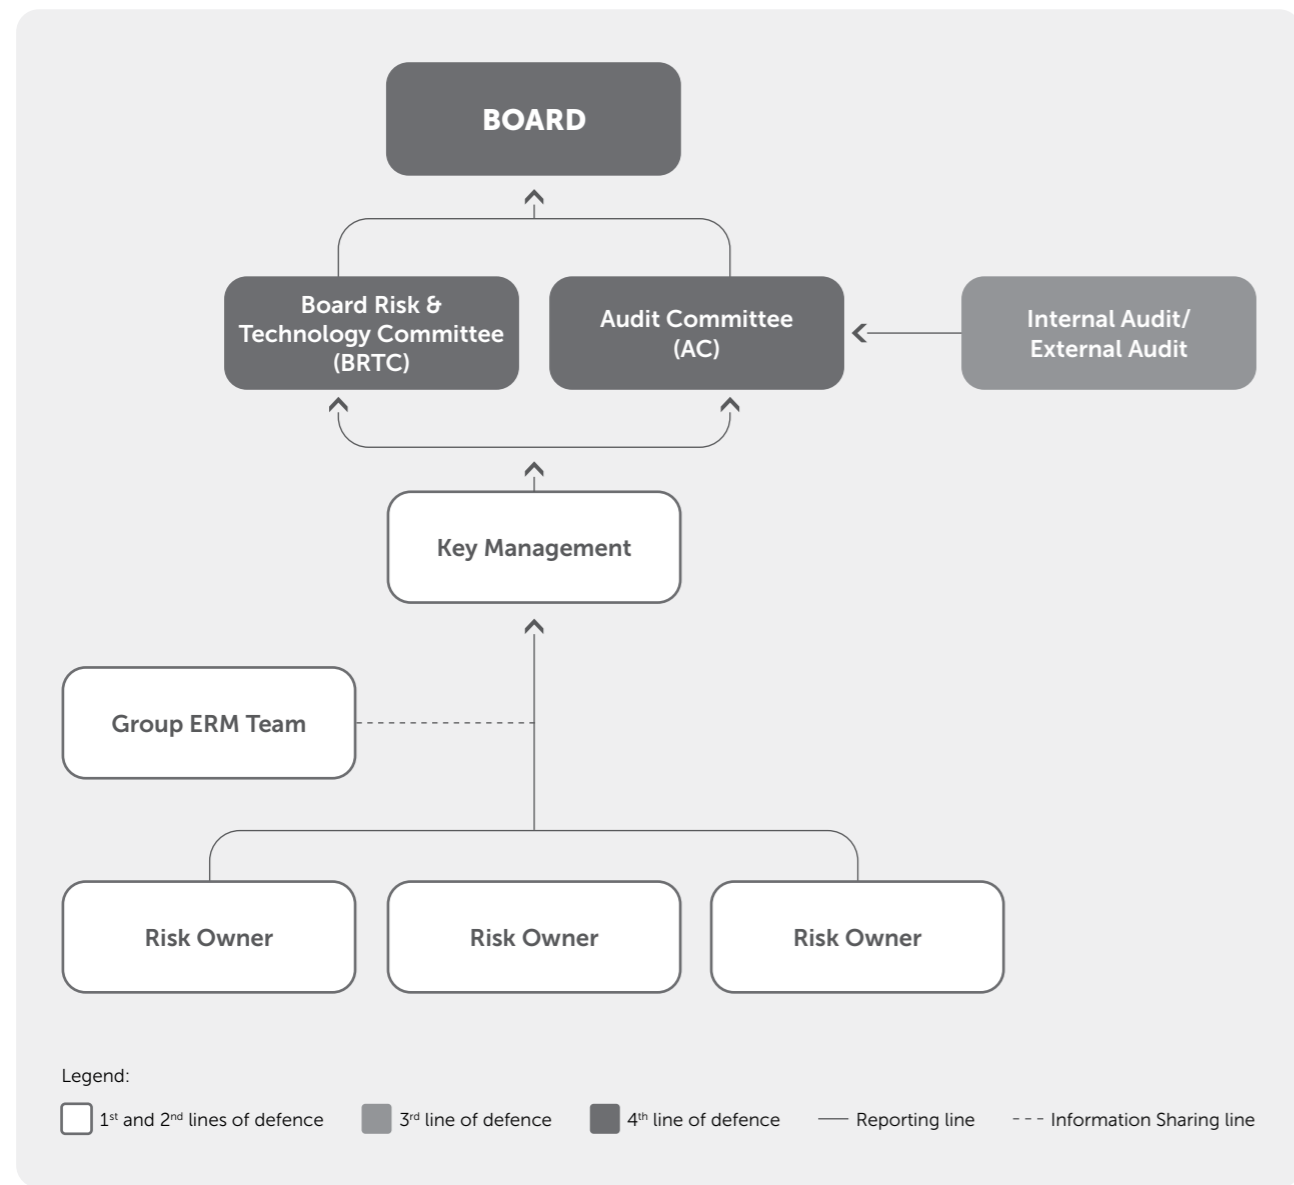 BOARD
Board Risk &
Technology Committee
(BRTC)
Audit Committee
(AC)
Internal Audit/
External Audit
Key Management
Group ERM Team
Risk Owner
Risk Owner
Risk Owner
Legend:
1st and 2nd lines of defence
3rd line of defence
4th line of defence
Reporting line
Information Sharing line